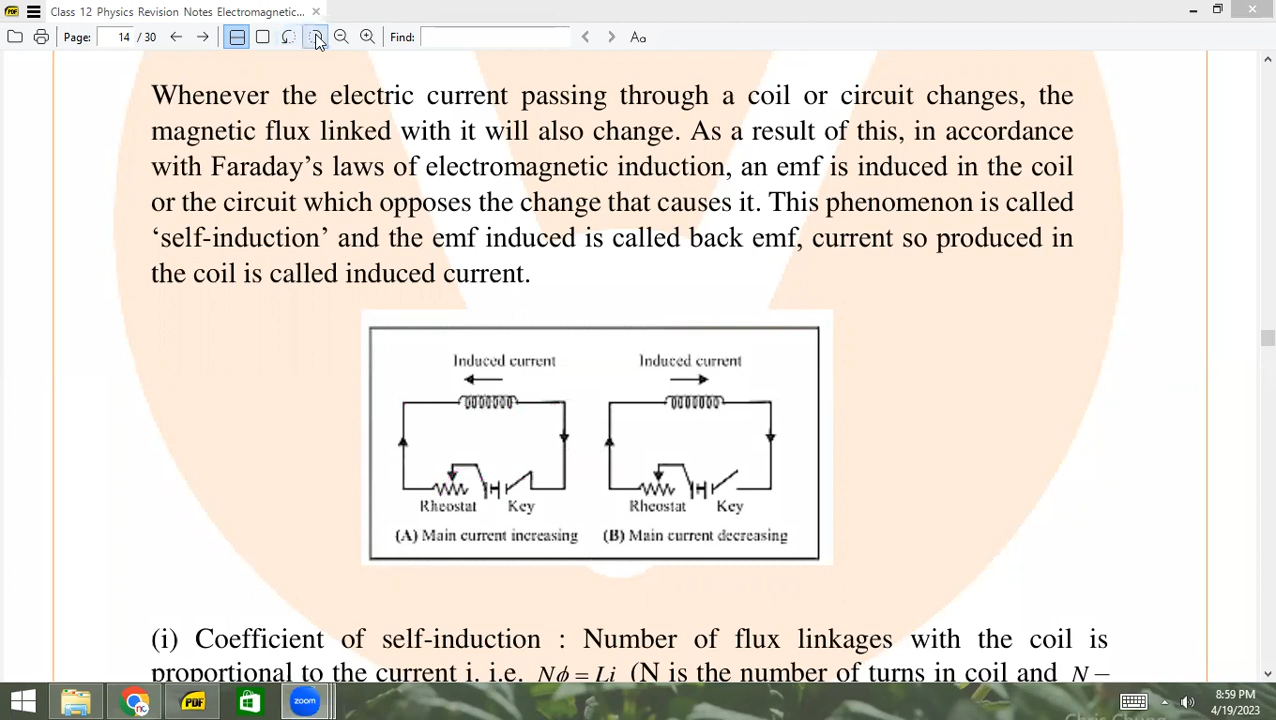 PDF Class 12 Physics Revision Notes Electromagnetic... ×
Page: 14 / 30 Find: Aa
Whenever the electric current passing through a coil or circuit changes, the
magnetic flux linked with it will also change. As a result of this, in accordance
with Faraday's laws of electromagnetic induction, an emf is induced in the coil
or the circuit which opposes the change that causes it. This phenomenon is called
‘self-induction’ and the emf induced is called back emf, current so produced in
the coil is called induced current.
Induced current Induced current
Rheostat Key Rheostat Key
(A) Main current increasing (B) Main current decreasing
(i) Coefficient of self-induction : Number of flux linkages with the coil is
proportional to the current i. i.e. Nϕ = Li (N is the number of turns in coil and N –
nc PDF zoom
8:59 PM
4/19/2023